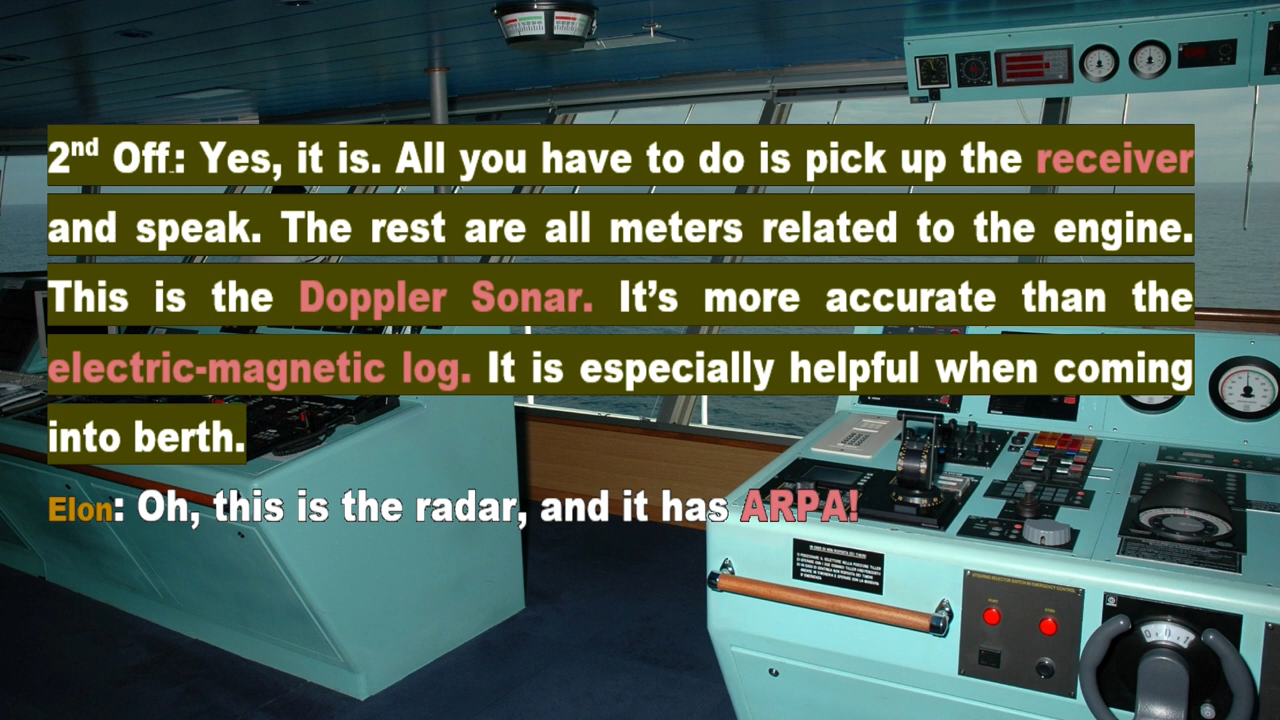 2nd Off.: Yes, it is. All you have to do is pick up the receiver
and speak. The rest are all meters related to the engine.
This is the Doppler Sonar. It’s more accurate than the
electric-magnetic log. It is especially helpful when coming
into berth.
Elon: Oh, this is the radar, and it has ARPA!